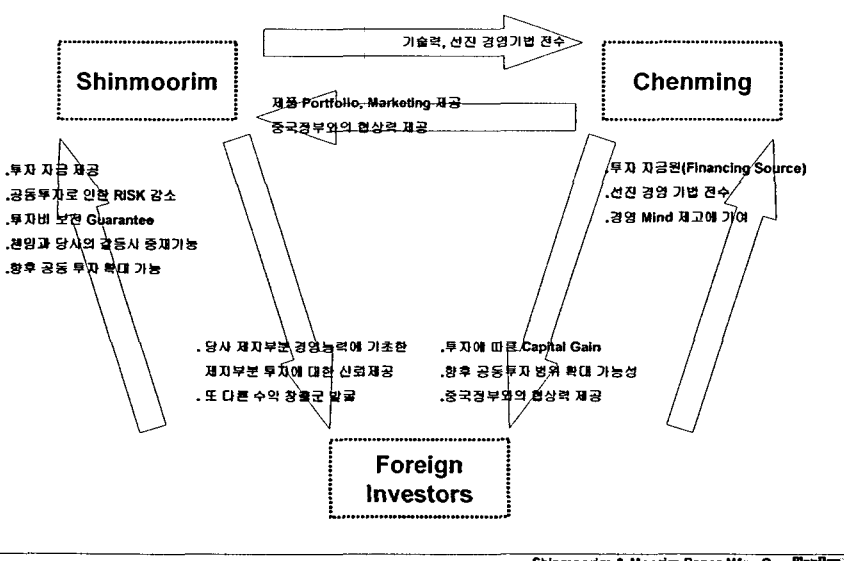 기술력, 선진 경영기법 전수
Shinmoorim
Chenming
제품 Portfolio, Marketing 제공
중국정부와의 협상력 제공
.투자 자금 제공
.공동투자로 인한 RISK 감소
.투자비 보전 Guarantee
.첸밍과 당사의 갈등시 중재가능
.향후 공동 투자 확대 가능
.투자 자금원(Financing Source)
.선진 경영 기법 전수
.경영 Mind 제고에 기여
. 당사 제지부분 경영능력에 기초한
제지부분 투자에 대한 신뢰제공
. 또 다른 수익 창출군 발굴
.투자에 따른 Capital Gain
.향후 공동투자 범위 확대 가능성
.중국정부와의 협상력 제공
Foreign
Investors
Shinmoorim & Moorim Paper Mfg.